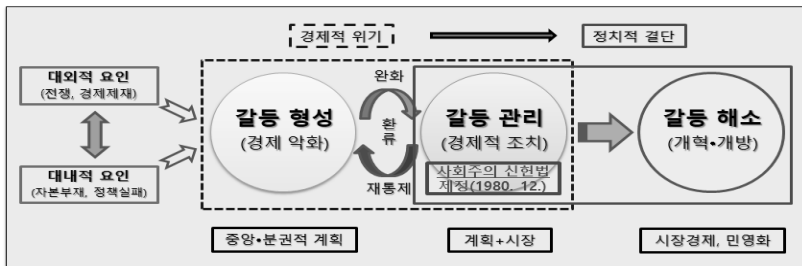 경제적 위기
정치적 결단
대외적 요인
(전쟁, 경제제재)
대내적 요인
(자본부재, 정책실패)
갈등 형성
(경제 악화)
완화
환
류
재통제
갈등 관리
(경제적 조치)
사회주의 신헌법
제정(1980. 12.)
갈등 해소
(개혁•개방)
중앙•분권적 계획
계획+시장
시장경제, 민영화